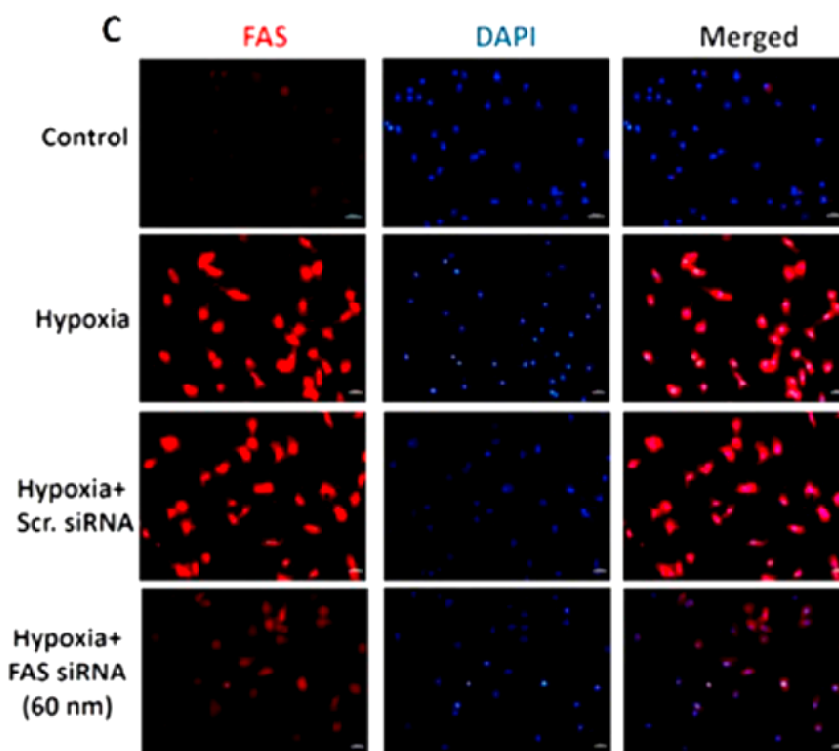 C
FAS DAPI Merged
Control
Hypoxia
Hypoxia+
Scr. siRNA
Hypoxia+
FAS siRNA
(60 nm)